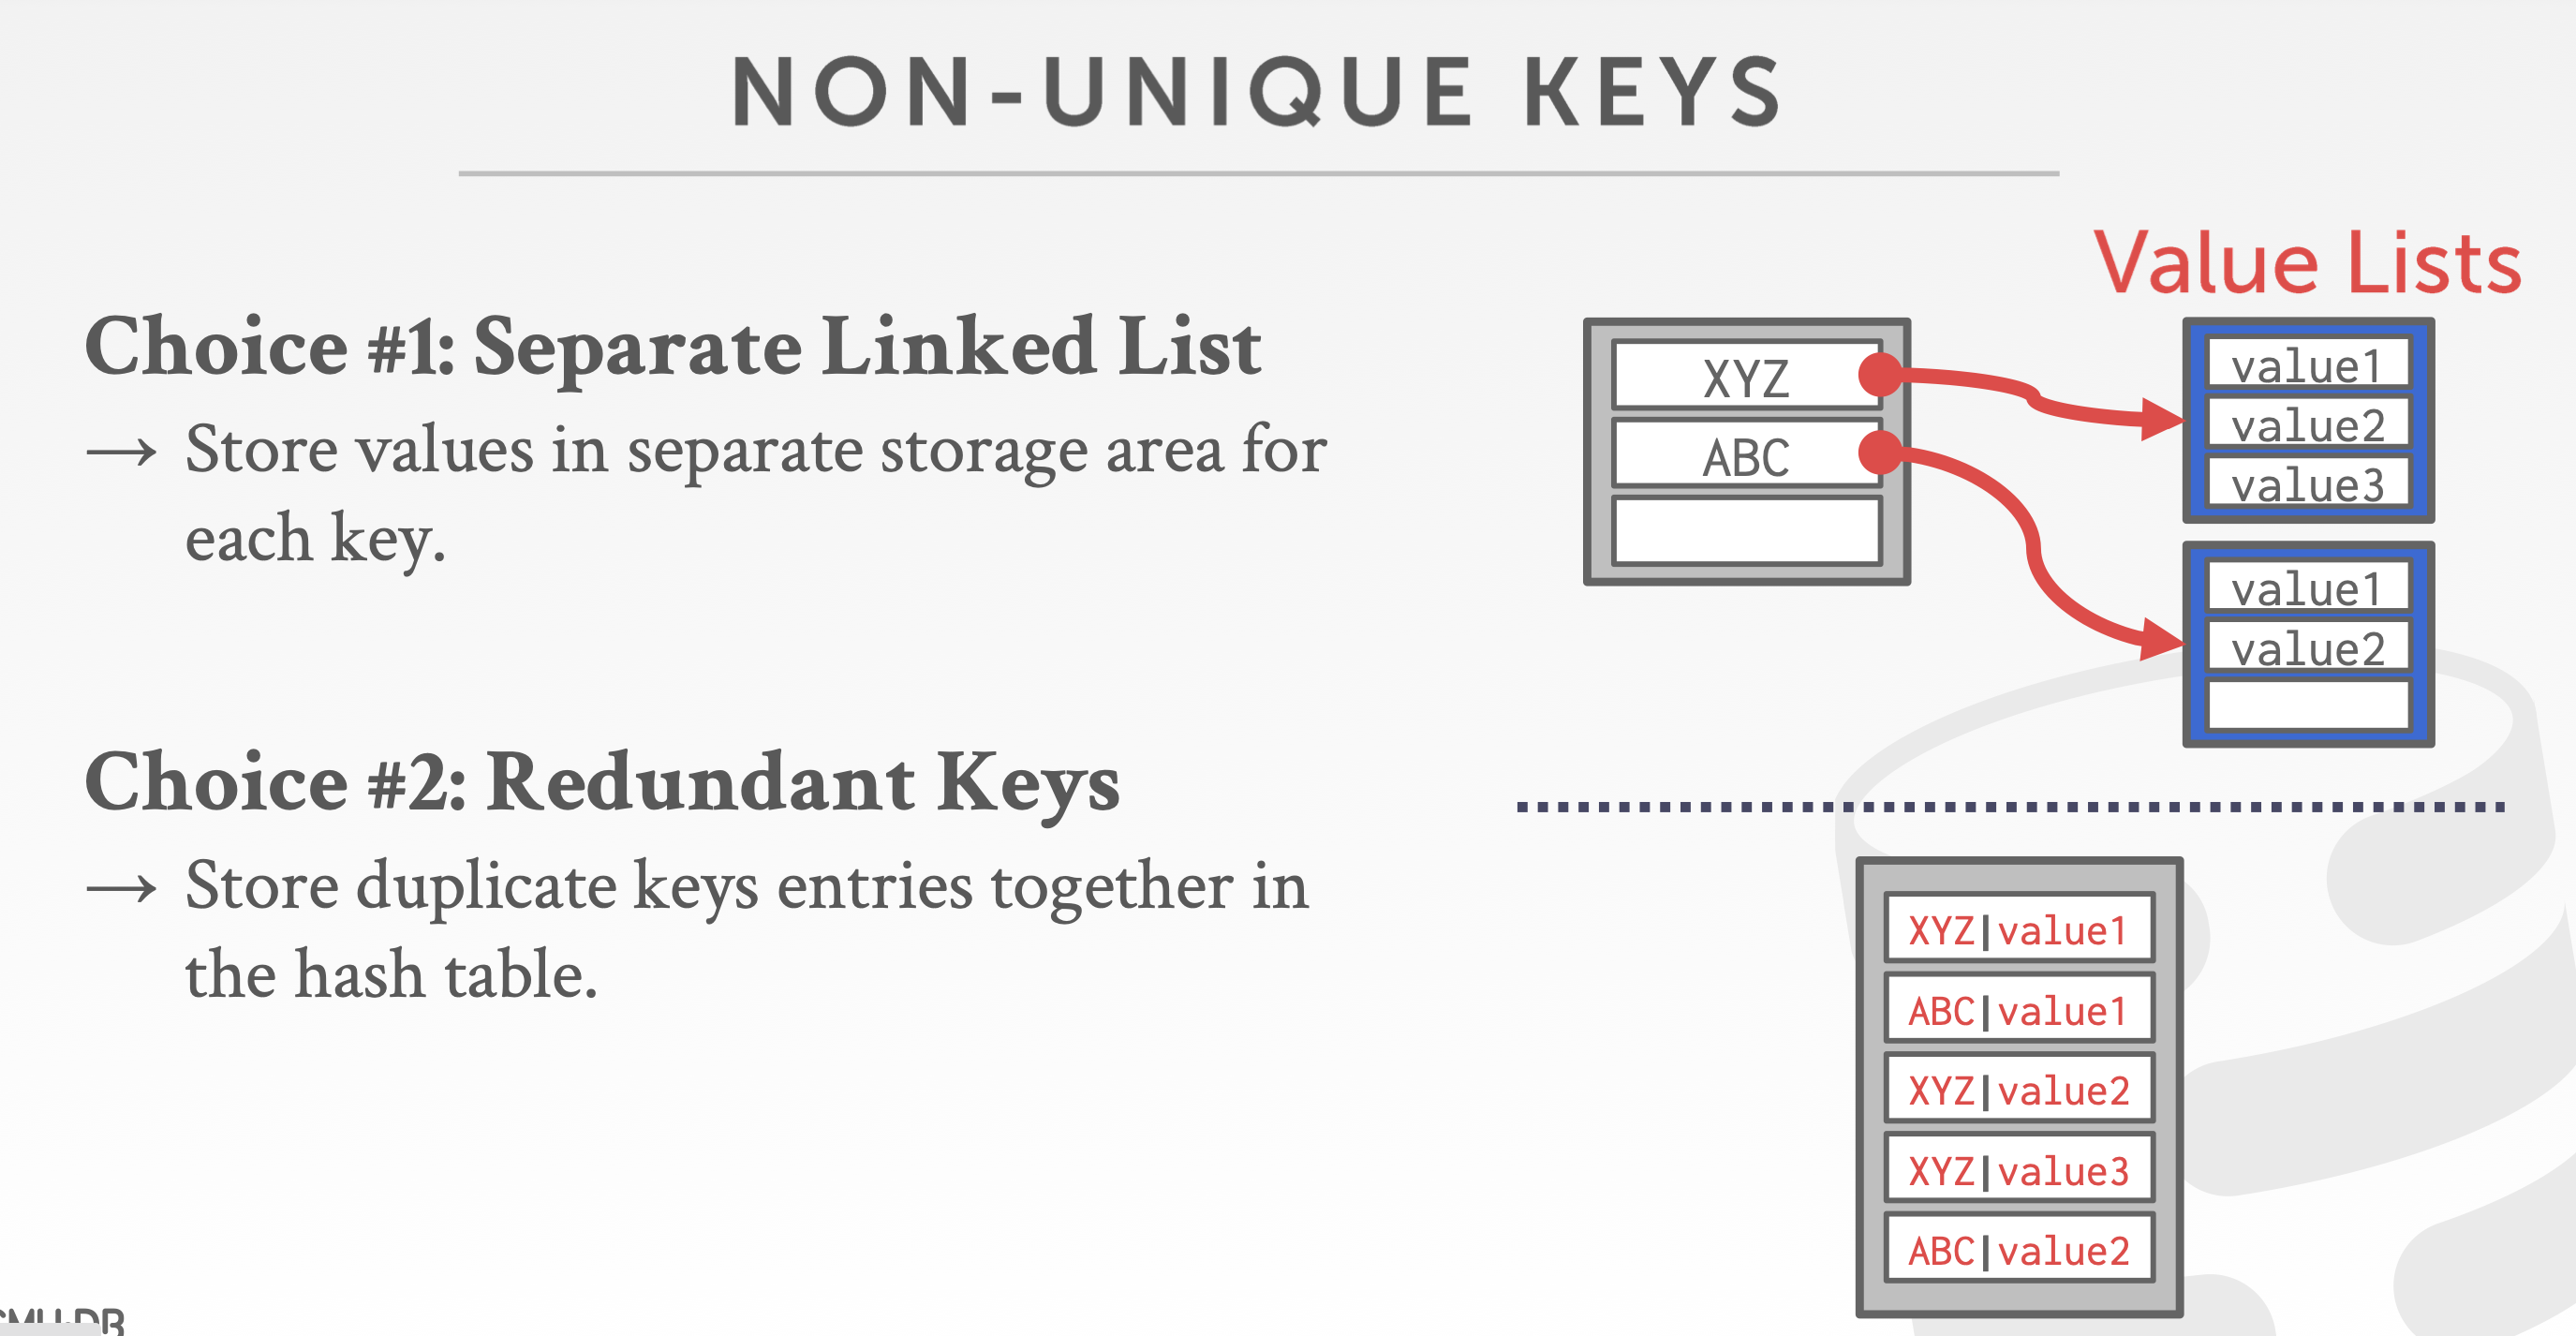 NON-UNIQUE KEYS
Choice #1: Separate Linked List
→ Store values in separate storage area for
each key.
Choice #2: Redundant Keys
→ Store duplicate keys entries together in
the hash table.
Value Lists
XYZ
ABC
value1
value2
value3
value1
value2
XYZ|value1
ABC|value1
XYZ|value2
XYZ|value3
ABC|value2